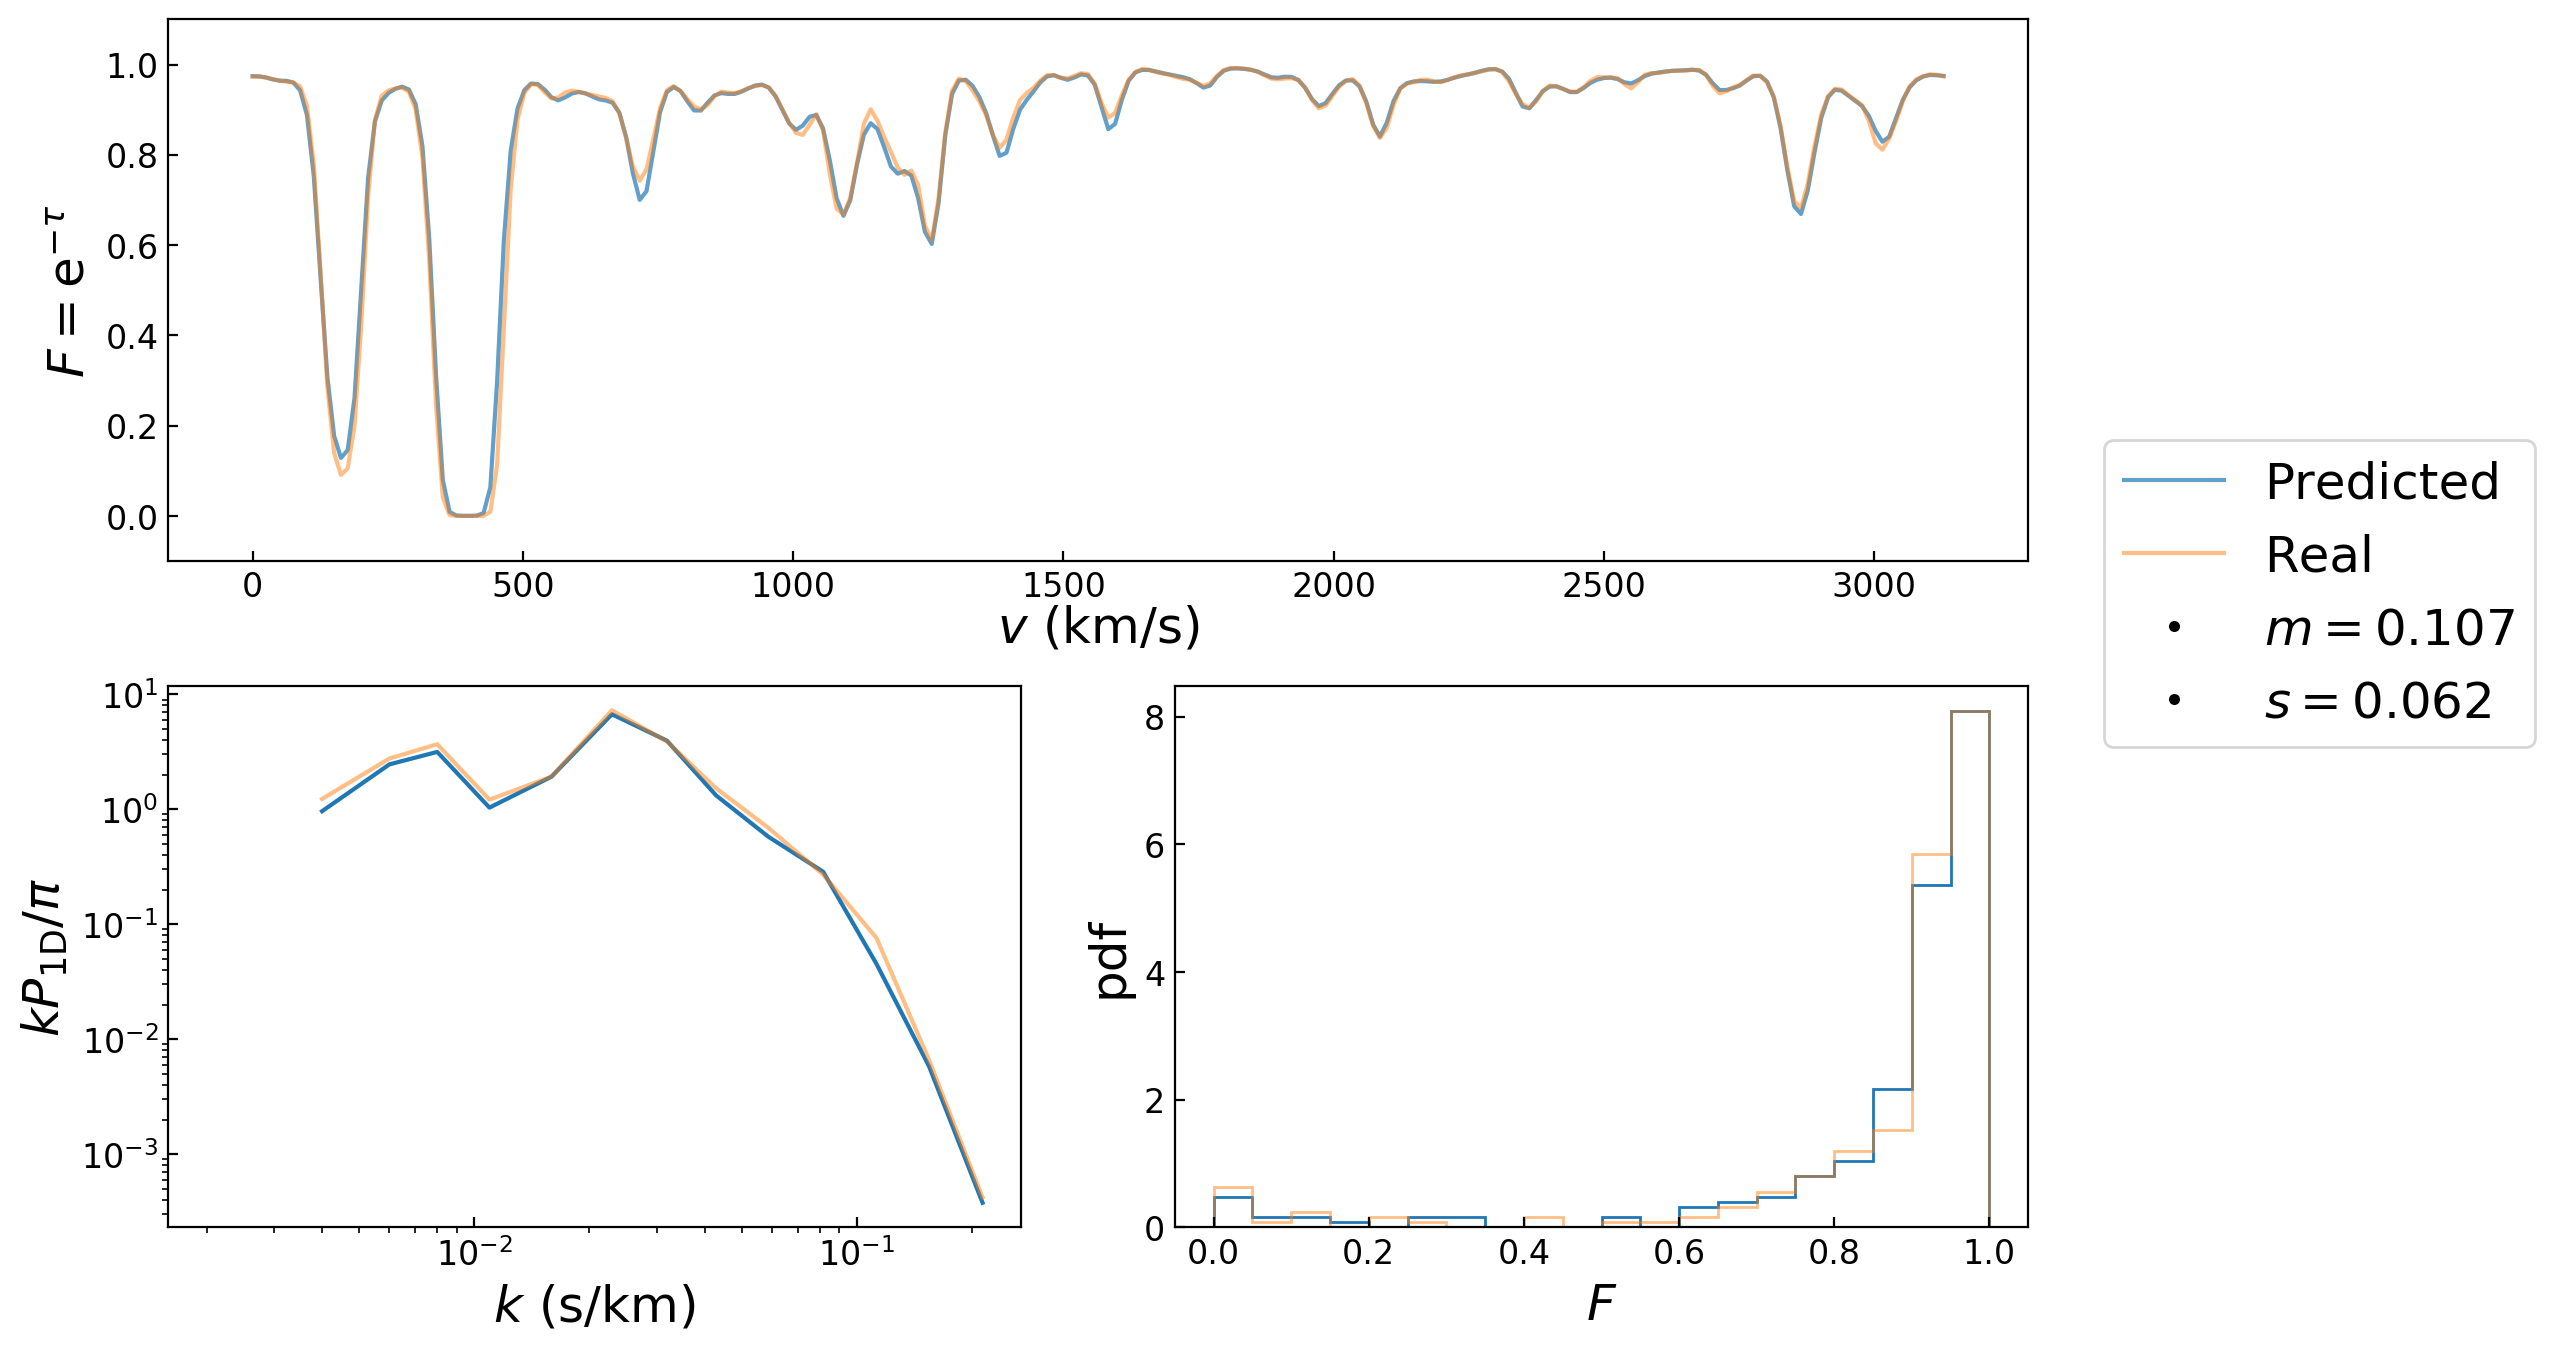 1.0
0.8
0.6
0.4
0.2
0.0
F = e^{−τ}
0 500 1000 1500 2000 2500 3000
v (km/s)
Predicted
Real
m = 0.107
s = 0.062
10^1
10^0
10^{−1}
10^{−2}
10^{−3}
kP_{1D}/π
10^{−2} 10^{−1}
k (s/km)
8
6
4
2
0
pdf
0.0 0.2 0.4 0.6 0.8 1.0
F